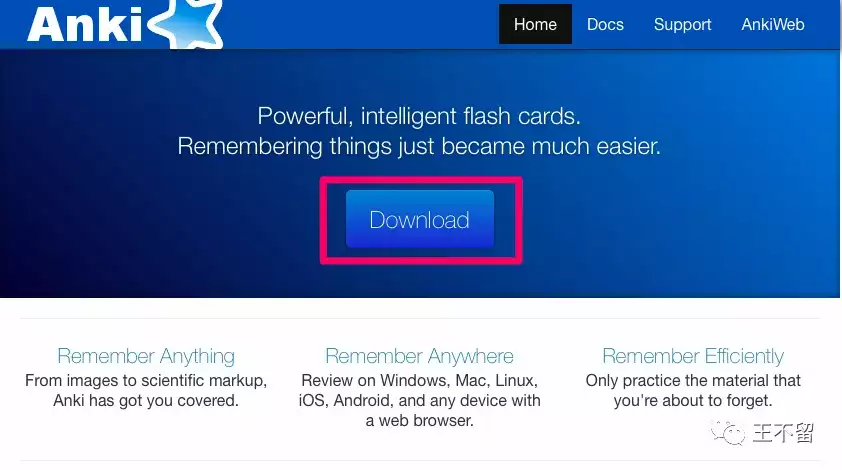 Anki
Home Docs Support AnkiWeb
Powerful, intelligent flash cards.
Remembering things just became much easier.
Download
Remember Anything
From images to scientific markup,
Anki has got you covered.
Remember Anywhere
Review on Windows, Mac, Linux,
iOS, Android, and any device with
a web browser.
Remember Efficiently
Only practice the material that
you're about to forget.
王不留